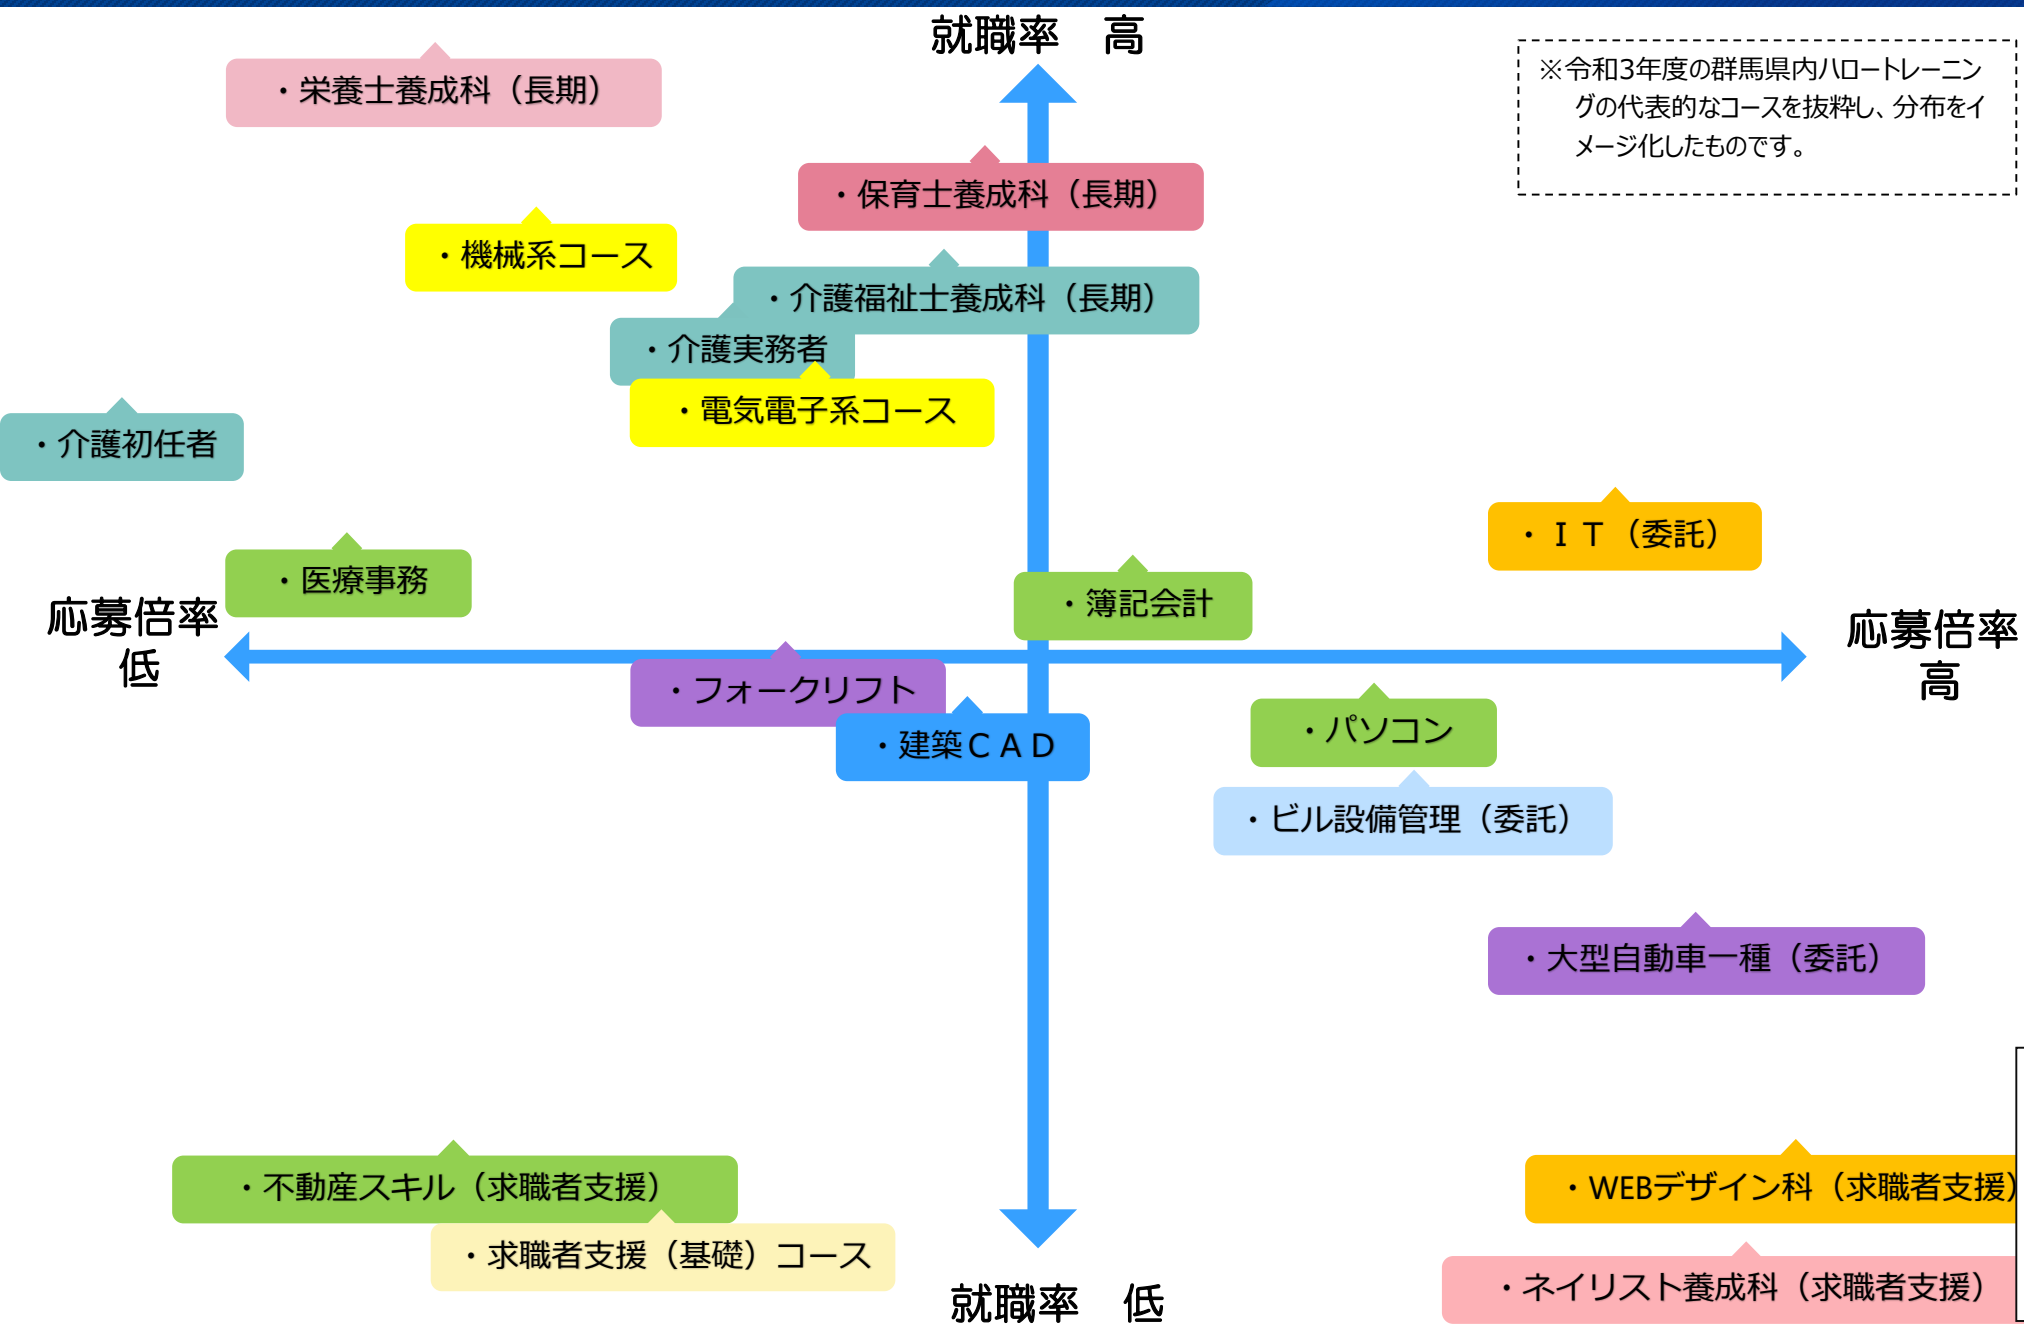 就職率　高
※令和3年度の群馬県内ハロートレーニン
グの代表的なコースを抜粋し、分布をイ
メージ化したものです。
・栄養士養成科（長期）
・保育士養成科（長期）
・機械系コース
・介護福祉士養成科（長期）
・介護実務者
・電気電子系コース
・介護初任者
・ＩＴ（委託）
・医療事務
・簿記会計
応募倍率
低
応募倍率
高
・フォークリフト
・建築ＣＡＤ
・パソコン
・ビル設備管理（委託）
・大型自動車一種（委託）
・不動産スキル（求職者支援）
・WEBデザイン科（求職者支援）
・求職者支援（基礎）コース
・ネイリスト養成科（求職者支援）
就職率　低